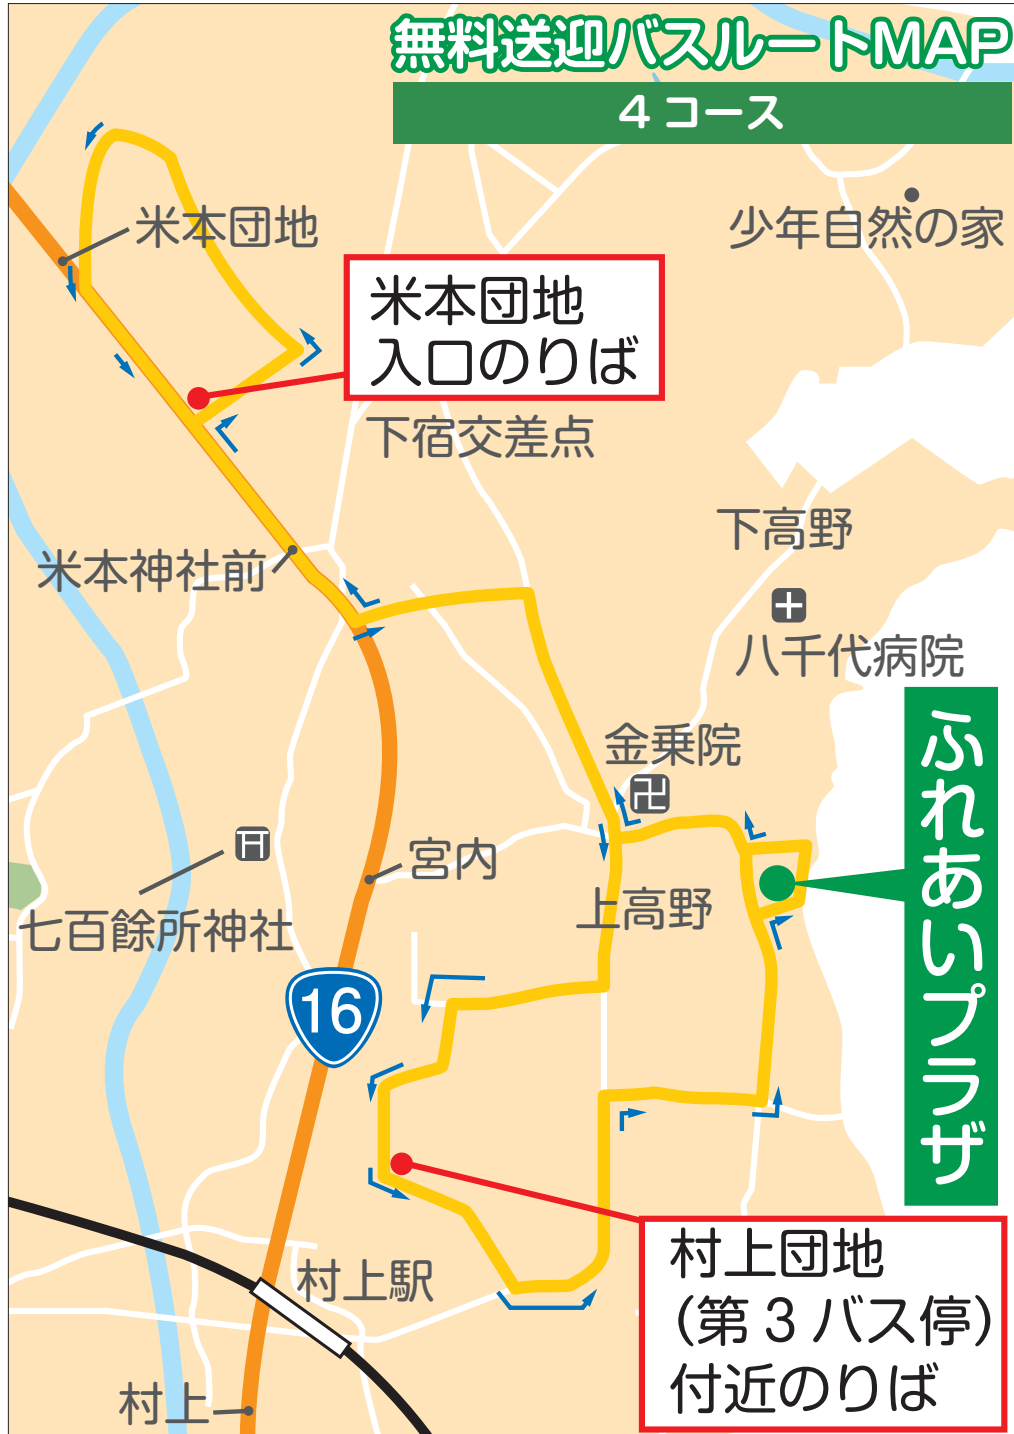 無料送迎バスルートMAP
4 コース
米本団地
少年自然の家
米本団地
入口のりば
下宿交差点
下高野
米本神社前
八千代病院
金乗院
ふれあいプラザ
宮内
上高野
七百餘所神社
16
村上団地
(第3バス停)
付近のりば
村上駅
村上